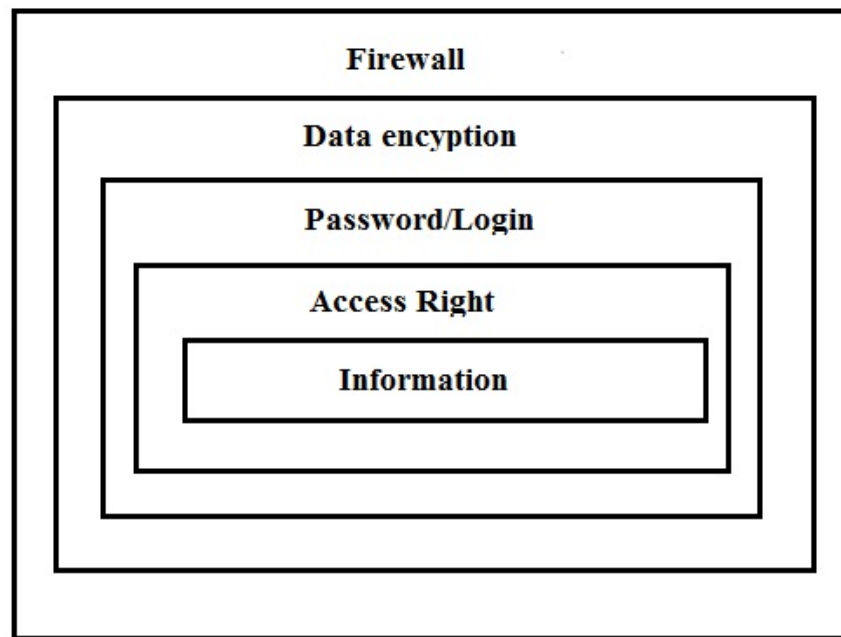 Firewall
Data encyption
Password/Login
Access Right
Information